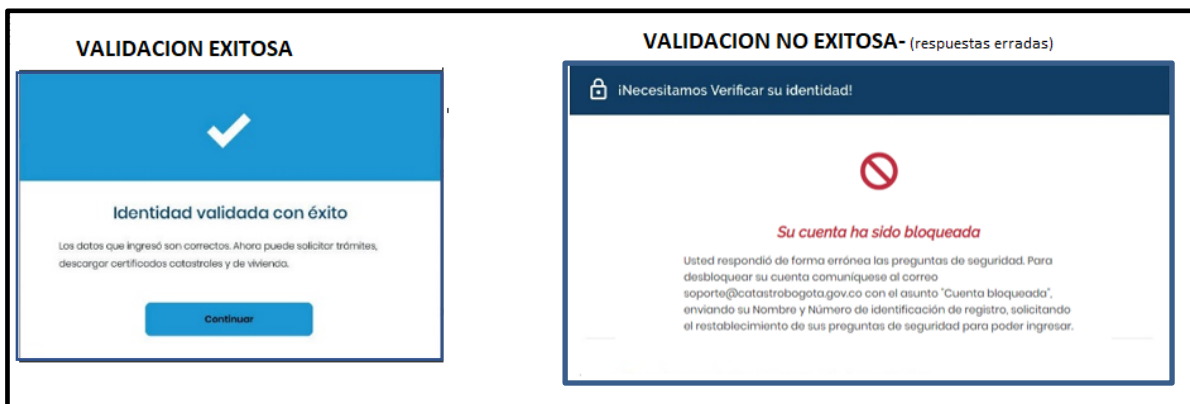 VALIDACION EXITOSA
Identidad validada con éxito
Los datos que ingresó son correctos. Ahora puede solicitar trámites,
descargar certificados catastrales y de vivienda.
Continuar
VALIDACION NO EXITOSA- (respuestas erradas)
¡Necesitamos Verificar su identidad!
Su cuenta ha sido bloqueada
Usted respondió de forma errónea las preguntas de seguridad. Para
desbloquear su cuenta comuníquese al correo
soporte@catastrobogota.gov.co con el asunto "Cuenta bloqueada",
enviando su Nombre y Número de identificación de registro, solicitando
el restablecimiento de sus preguntas de seguridad para poder ingresar.